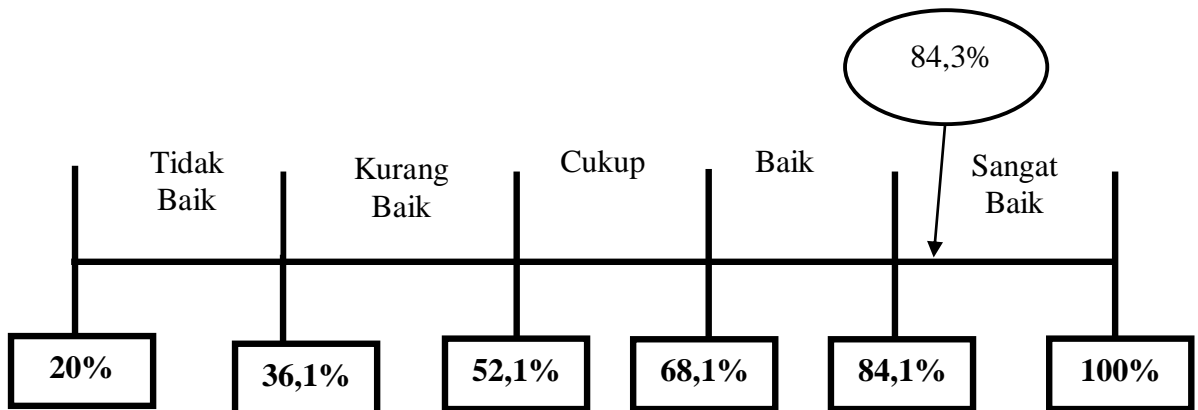 84,3%
Tidak
Baik
Kurang
Baik
Cukup
Baik
Sangat
Baik
20%
36,1%
52,1%
68,1%
84,1%
100%